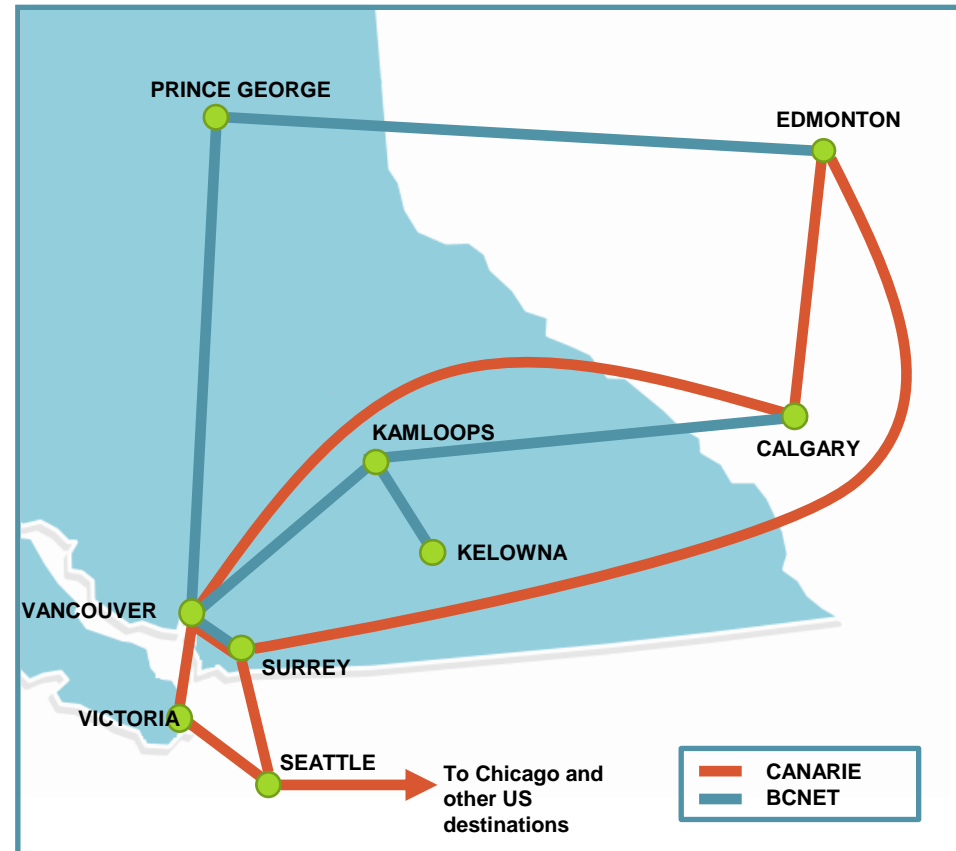 PRINCE GEORGE
EDMONTON
KAMLOOPS
CALGARY
KELOWNA
VANCOUVER
SURREY
VICTORIA
SEATTLE
To Chicago and
other US
destinations
CANARIE
BCNET